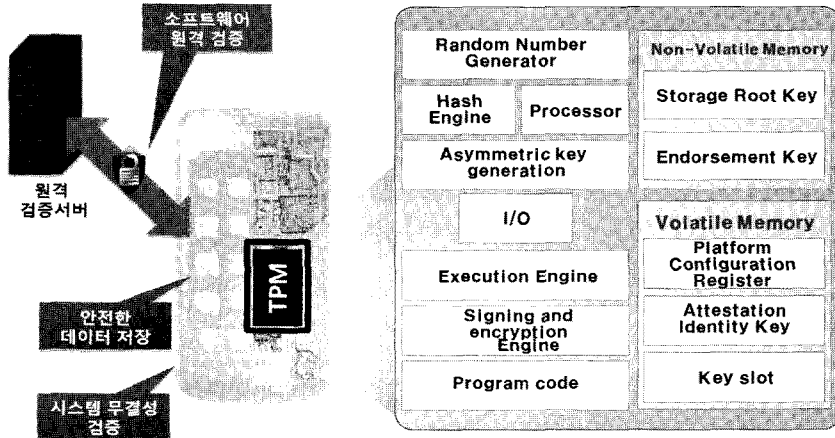 소프트웨어
원격 검증
원격
검증서버
TPM
안전한
데이터 저장
시스템 무결성
검증
Random Number
Generator
Hash
Engine
Processor
Asymmetric key
generation
I/O
Execution Engine
Signing and
encryption
Engine
Program code
Non-Volatile Memory
Storage Root Key
Endorsement Key
Volatile Memory
Platform
Configuration
Register
Attestation
Identity Key
Key slot